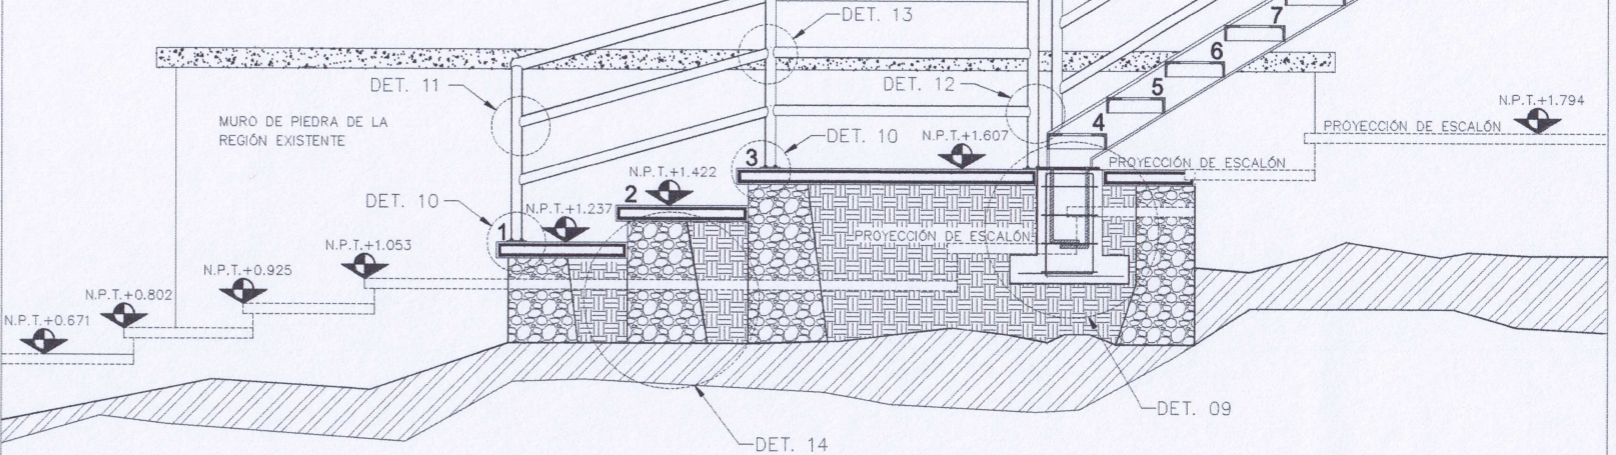 DET. 13
7
6
DET. 11
DET. 12
5
N.P.T.+1.794
MURO DE PIEDRA DE LA
REGIÓN EXISTENTE
PROYECCIÓN DE ESCALÓN
4
DET. 10
N.P.T.+1.607
3
PROYECCIÓN DE ESCALÓN
N.P.T.+1.422
2
DET. 10
N.P.T.+1.237
1
PROYECCIÓN DE ESCALÓN
N.P.T.+1.053
N.P.T.+0.925
N.P.T.+0.802
N.P.T.+0.671
DET. 09
DET. 14